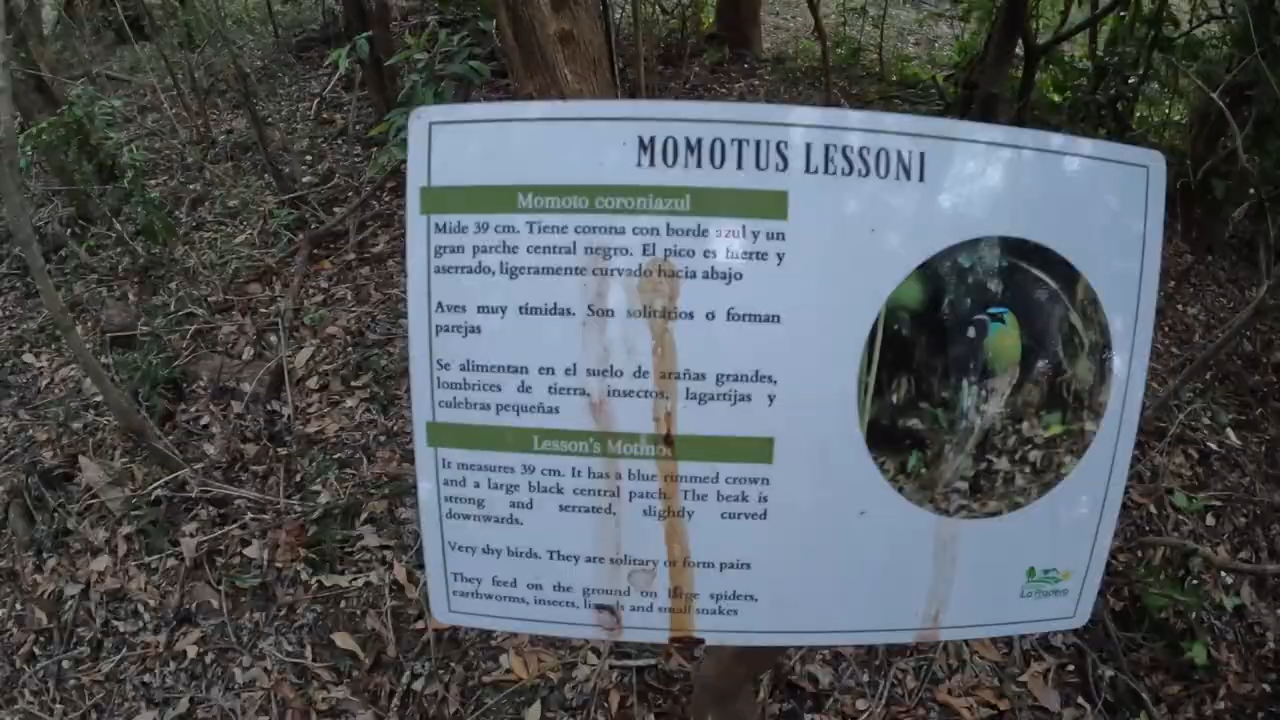 MOMOTUS LESSONI
Momoto coroniazul
Mide 39 cm. Tiene corona con borde azul y un
gran parche central negro. El pico es fuerte y
aserrado, ligeramente curvado hacia abajo
Aves muy tímidas. Son solitarios o forman
parejas
Se alimentan en el suelo de arañas grandes,
lombrices de tierra, insectos, lagartijas y
culebras pequeñas
Lesson's Motmot
It measures 39 cm. It has a blue rimmed crown
and a large black central patch. The beak is
strong and serrated, slightly curved
downwards.
Very shy birds. They are solitary or form pairs
They feed on the ground on large spiders,
earthworms, insects, lizards and small snakes